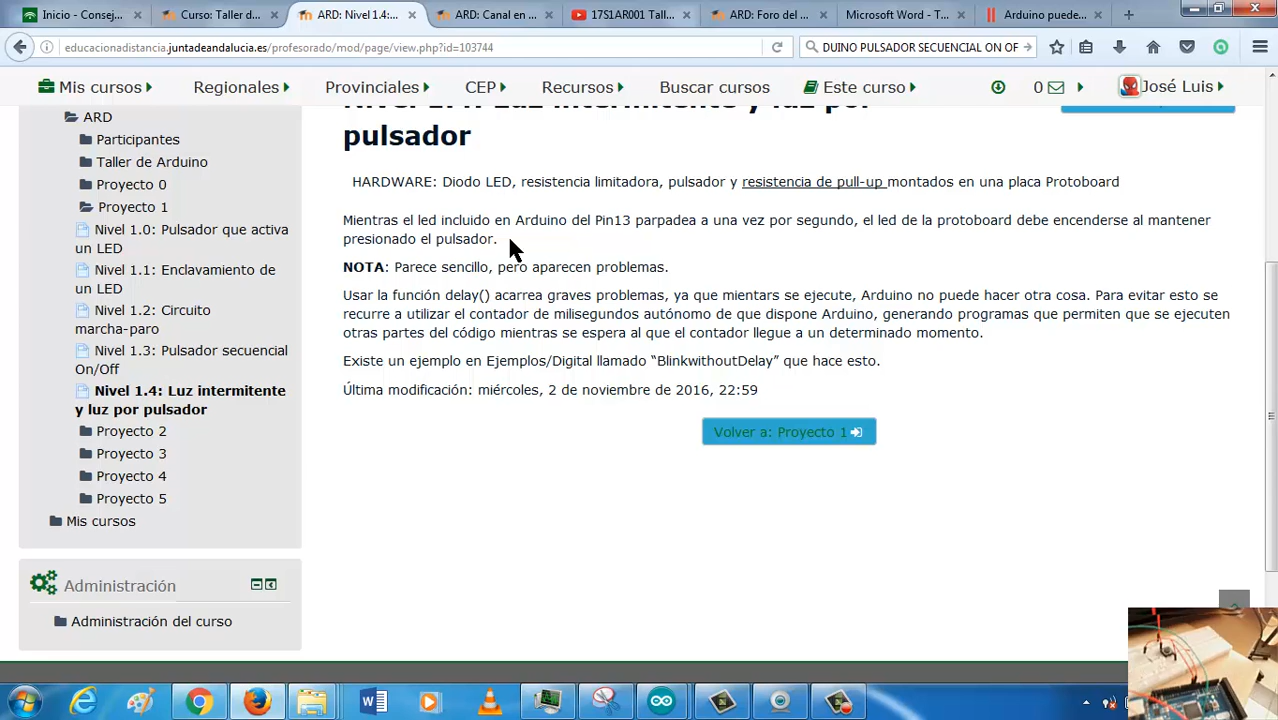 Inicio - Consej...
Curso: Taller d...
ARD: Nivel 1.4:...
ARD: Canal en ...
17S1AR001 Tall...
ARD: Foro del ...
Microsoft Word - T...
Arduino puede...
educacionadistancia.juntadeandalucia.es/profesorado/mod/page/view.php?id=103744
DUINO PULSADOR SECUENCIAL ON OF
Mis cursos
Regionales
Provinciales
CEP
Recursos
Buscar cursos
Este curso
0
José Luis
ARD
Participantes
Taller de Arduino
Proyecto 0
Proyecto 1
Nivel 1.0: Pulsador que activa
un LED
Nivel 1.1: Enclavamiento de
un LED
Nivel 1.2: Circuito
marcha-paro
Nivel 1.3: Pulsador secuencial
On/Off
Nivel 1.4: Luz intermitente
y luz por pulsador
Proyecto 2
Proyecto 3
Proyecto 4
Proyecto 5
Mis cursos
Administración
Administración del curso
Nivel 1.4: Luz intermitente y luz por
pulsador
HARDWARE: Diodo LED, resistencia limitadora, pulsador y resistencia de pull-up montados en una placa Protoboard
Mientras el led incluido en Arduino del Pin13 parpadea a una vez por segundo, el led de la protoboard debe encenderse al mantener
presionado el pulsador.
NOTA: Parece sencillo, pero aparecen problemas.
Usar la función delay() acarrea graves problemas, ya que mientars se ejecute, Arduino no puede hacer otra cosa. Para evitar esto se
recurre a utilizar el contador de milisegundos autónomo de que dispone Arduino, generando programas que permiten que se ejecuten
otras partes del código mientras se espera al que el contador llegue a un determinado momento.
Existe un ejemplo en Ejemplos/Digital llamado “BlinkwithoutDelay” que hace esto.
Última modificación: miércoles, 2 de noviembre de 2016, 22:59
Volver a: Proyecto 1